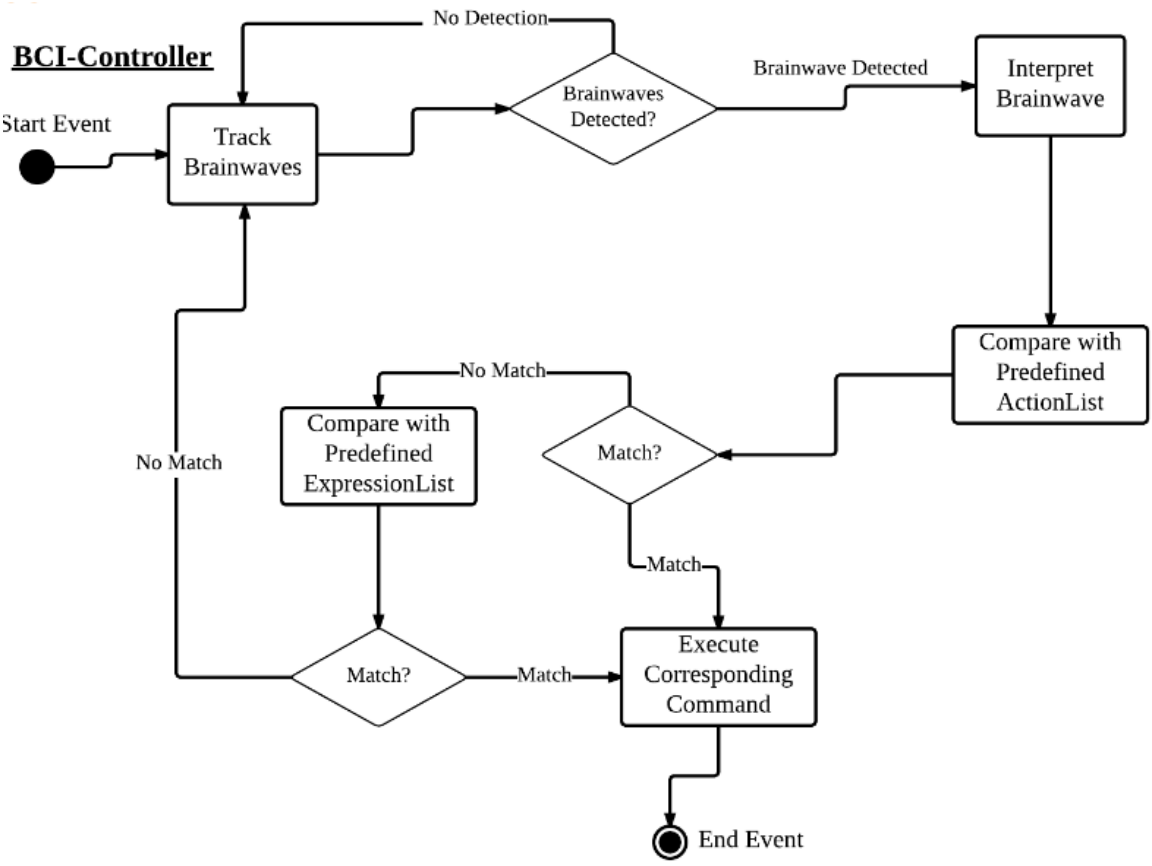 No Detection
BCI-Controller
Start Event
Track
Brainwaves
Brainwaves
Detected?
Brainwave Detected
Interpret
Brainwave
Compare with
Predefined
ActionList
No Match
Match?
Compare with
Predefined
ExpressionList
No Match
Match
Match?
Match
Execute
Corresponding
Command
End Event